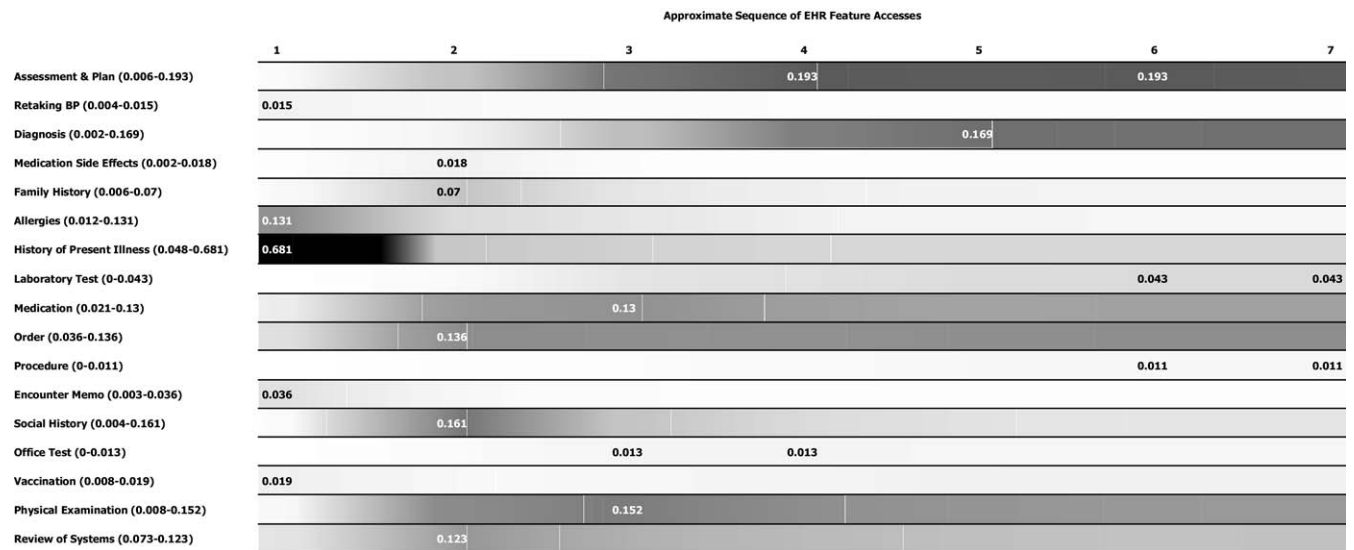 Approximate Sequence of EHR Feature Accesses
1 2 3 4 5 6 7
Assessment & Plan (0.006-0.193) 0.193 0.193
Retaking BP (0.004-0.015) 0.015
Diagnosis (0.002-0.169) 0.169
Medication Side Effects (0.002-0.018) 0.018
Family History (0.006-0.07) 0.07
Allergies (0.012-0.131) 0.131
History of Present Illness (0.048-0.681) 0.681
Laboratory Test (0-0.043) 0.043 0.043
Medication (0.021-0.13) 0.13
Order (0.036-0.136) 0.136
Procedure (0-0.011) 0.011 0.011
Encounter Memo (0.003-0.036) 0.036
Social History (0.004-0.161) 0.161
Office Test (0-0.013) 0.013 0.013
Vaccination (0.008-0.019) 0.019
Physical Examination (0.008-0.152) 0.152
Review of Systems (0.073-0.123) 0.123